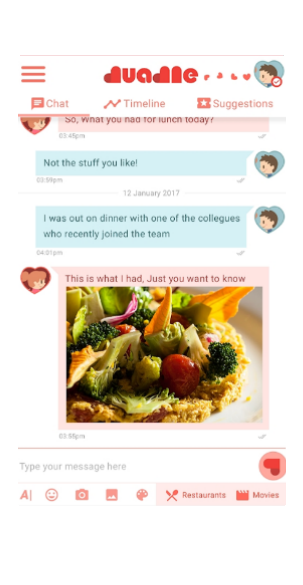 duadle
Chat
Timeline
Suggestions
So, What you had for lunch today?
03:45pm
Not the stuff you like!
03:55pm
12 January 2017
I was out on dinner with one of the collegues
who recently joined the team
04:01pm
This is what I had, Just you want to know
03:55pm
Type your message here
A|
Restaurants
Movies